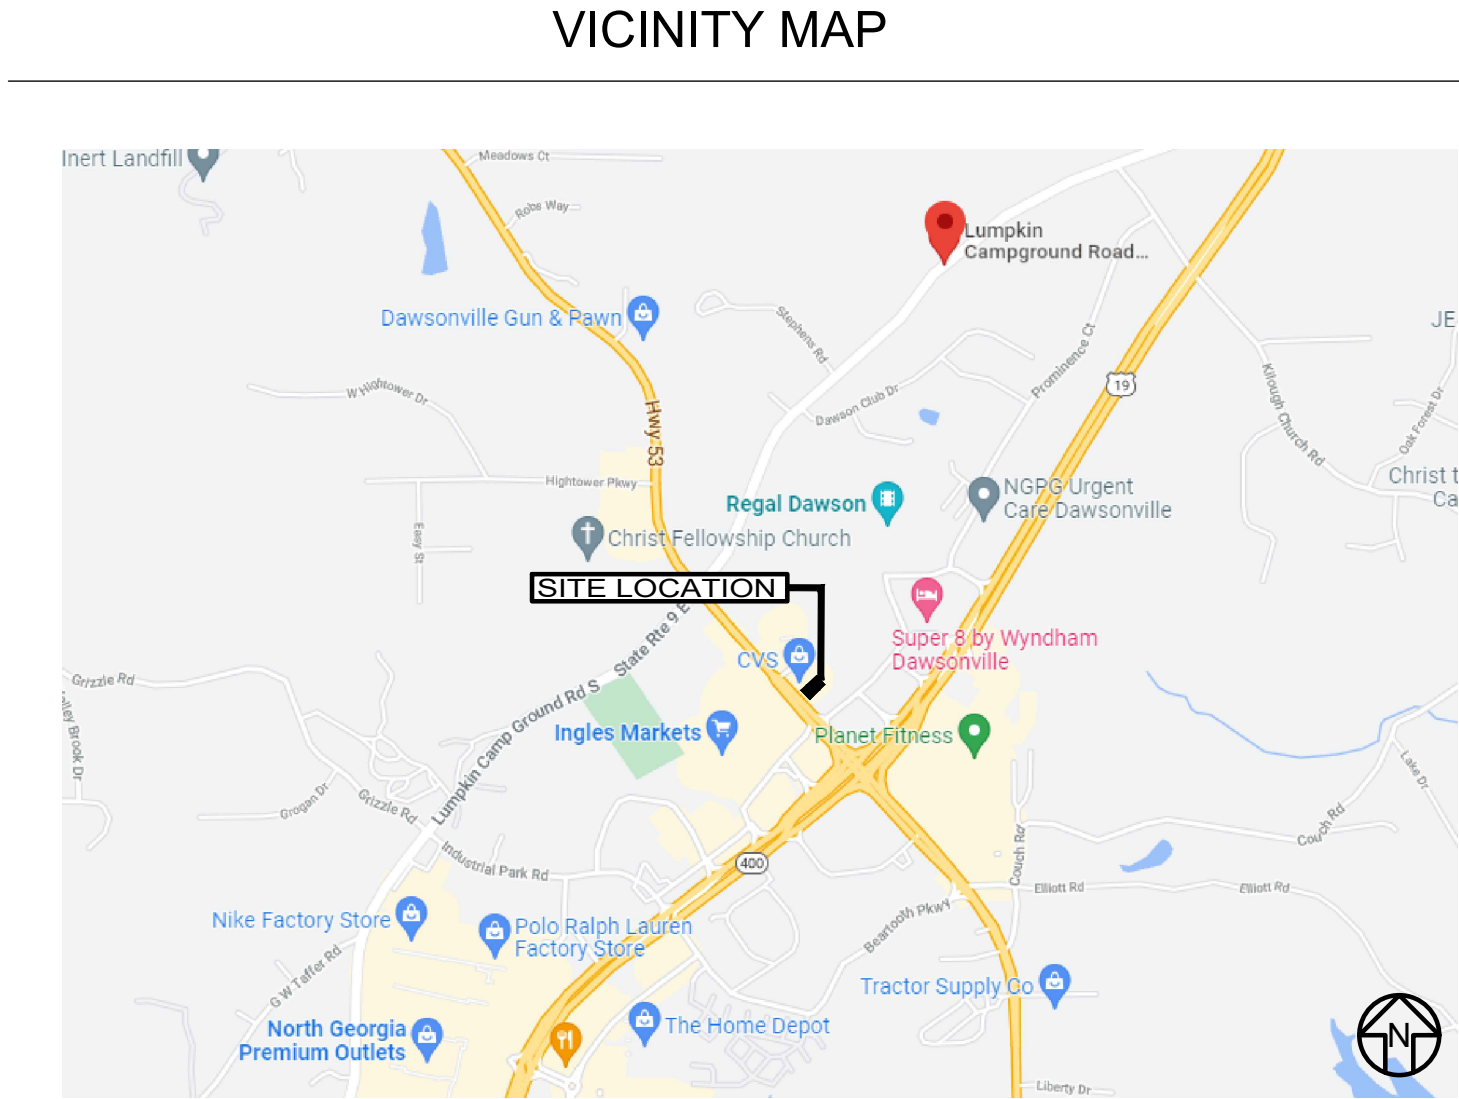 VICINITY MAP
Inert Landfill
Meadows Ct
Robs Way
Lumpkin
Campground Road...
Dawsonville Gun & Pawn
Stephens Rd
JE
19
W Hightower Dr
Dawson Club Dr
Prominence Ct
Kilough Church Rd
Oak Forest Dr
Hwy 53
Hightower Pkwy
Regal Dawson
NGPG Urgent
Care Dawsonville
Christ t
Ca
Easy St
Christ Fellowship Church
SITE LOCATION
State Rte 9 E
Super 8 by Wyndham
Dawsonville
CVS
Grizzle Rd
Lumpkin Camp Ground Rd S
Ingles Markets
Planet Fitness
alley Brook Dr
Lake Dr
Grogan Dr
Grizzle Rd
Couch Rd
Couch Rd
Industrial Park Rd
400
Elliott Rd
Elliott Rd
Nike Factory Store
Polo Ralph Lauren
Factory Store
Beartooth Pkwy
G W Taffer Rd
Tractor Supply Co
North Georgia
Premium Outlets
The Home Depot
N
Liberty Dr